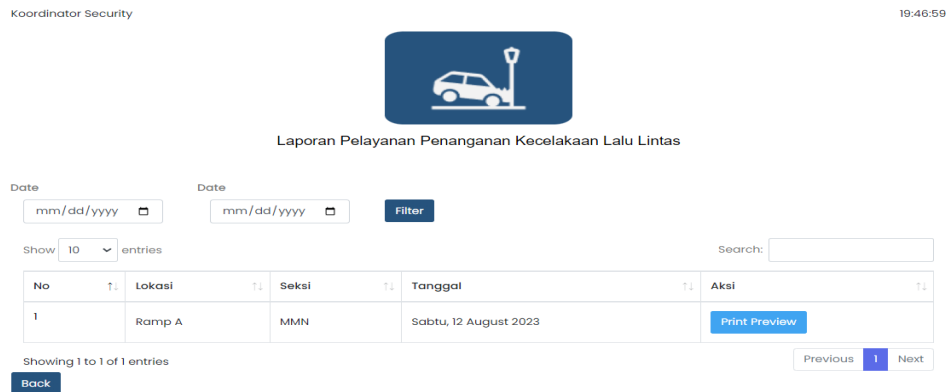 Koordinator Security 19:46:59
Laporan Pelayanan Penanganan Kecelakaan Lalu Lintas
Date Date
mm/dd/yyyy mm/dd/yyyy Filter
Show 10 entries Search:
No Lokasi Seksi Tanggal Aksi
1 Ramp A MMN Sabtu, 12 August 2023 Print Preview
Showing 1 to 1 of 1 entries Previous 1 Next
Back